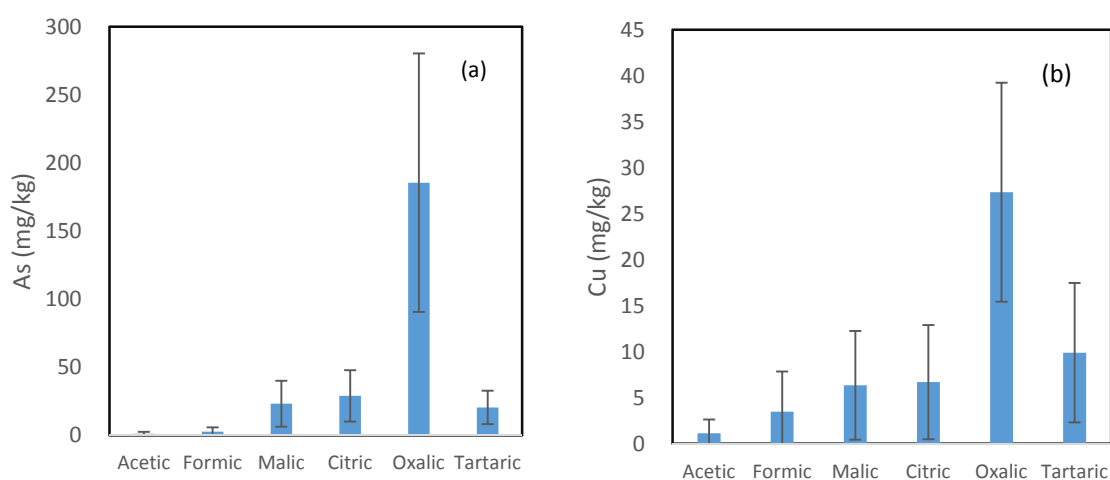 (a)
As (mg/kg)
300
250
200
150
100
50
0
Acetic Formic Malic Citric Oxalic Tartaric
(b)
Cu (mg/kg)
45
40
35
30
25
20
15
10
5
0
Acetic Formic Malic Citric Oxalic Tartaric